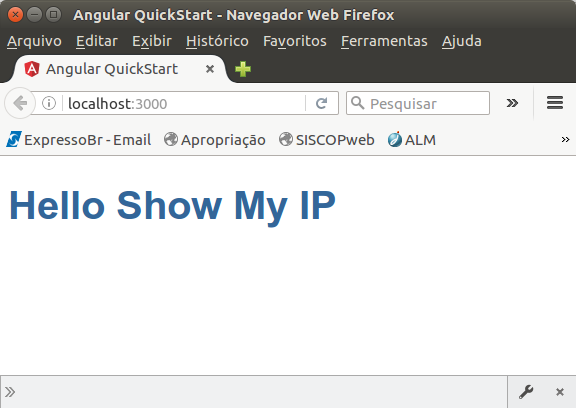 Angular QuickStart - Navegador Web Firefox
Arquivo Editar Exibir Histórico Favoritos Ferramentas Ajuda
Angular QuickStart
localhost:3000 Pesquisar
ExpressoBr - Email Apropriação SISCOPweb ALM
Hello Show My IP